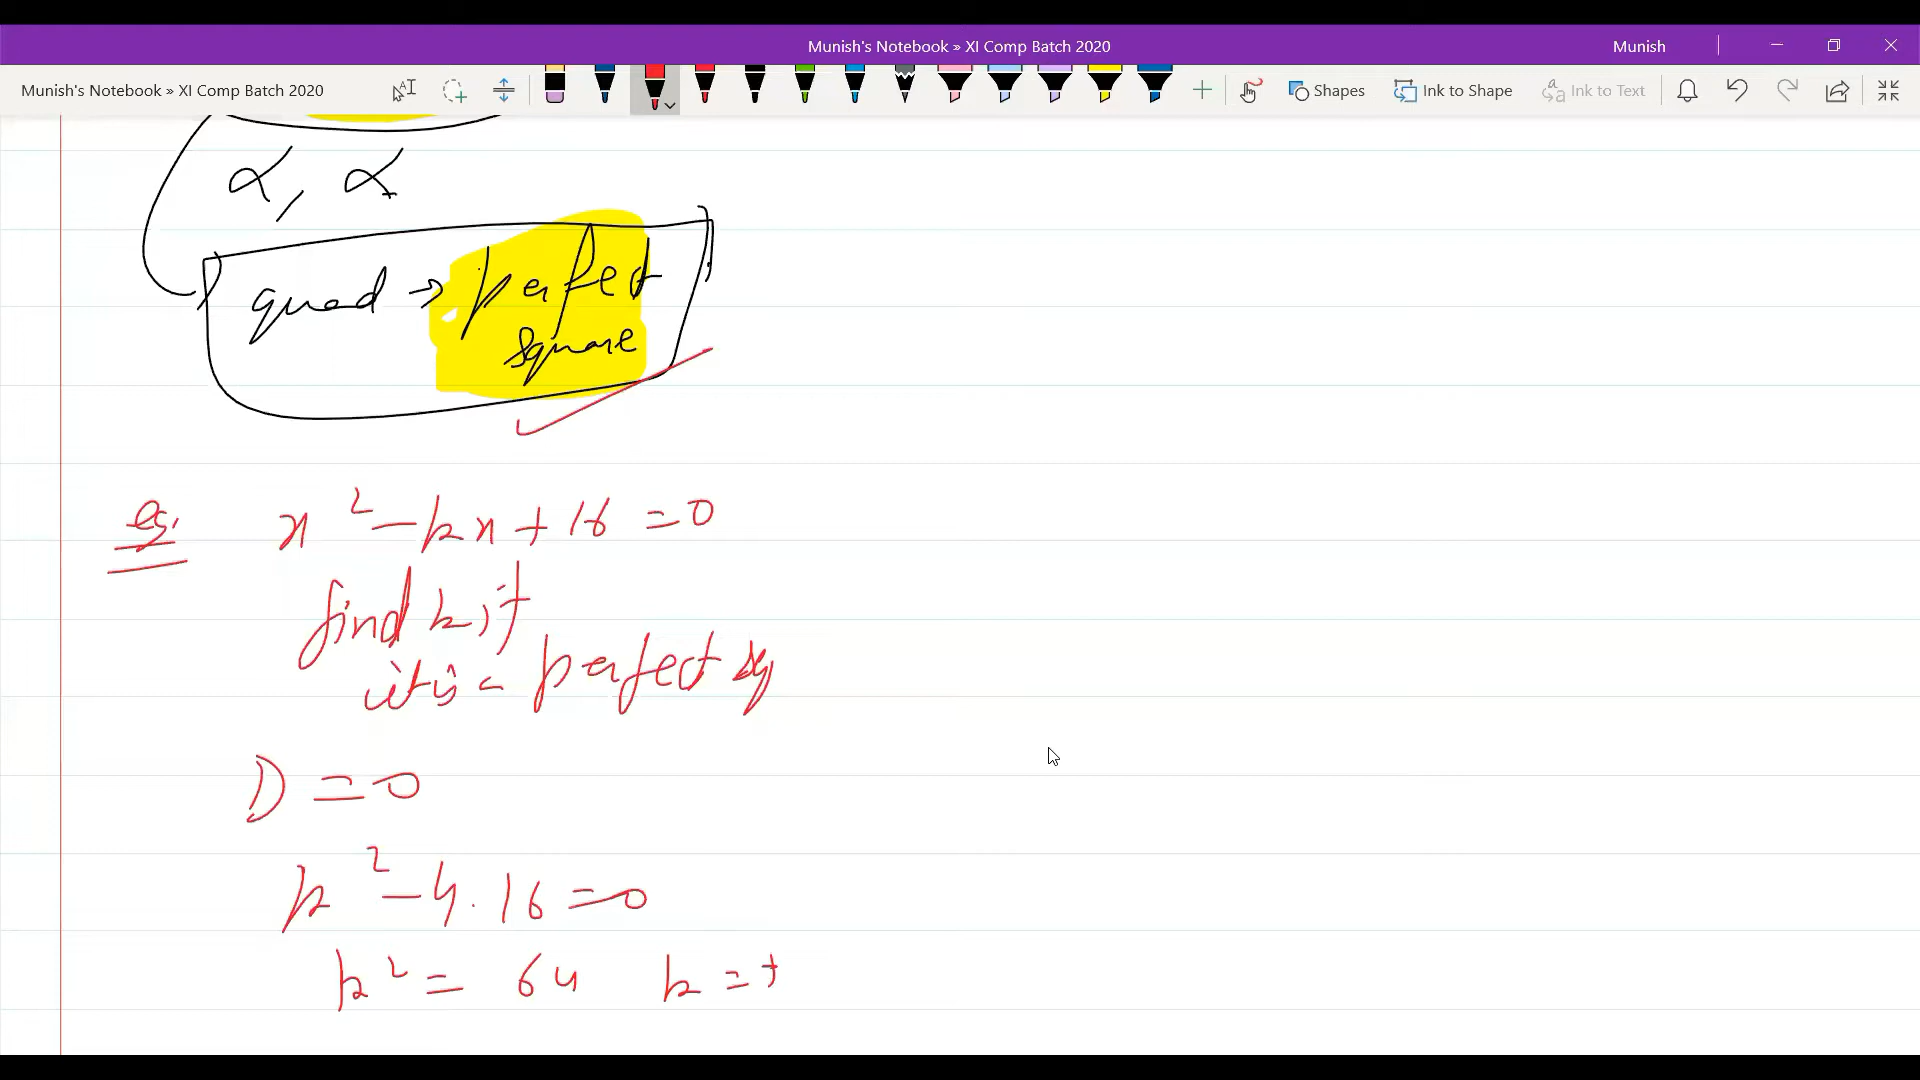 Munish's Notebook » XI Comp Batch 2020
Munish
Munish's Notebook » XI Comp Batch 2020
Shapes
Ink to Shape
Ink to Text
α, α
quad → perfect
square
eg.
x² - kx + 16 = 0
find k if
it is a perfect sq
D = 0
k² - 4.16 = 0
k² = 64 k = +